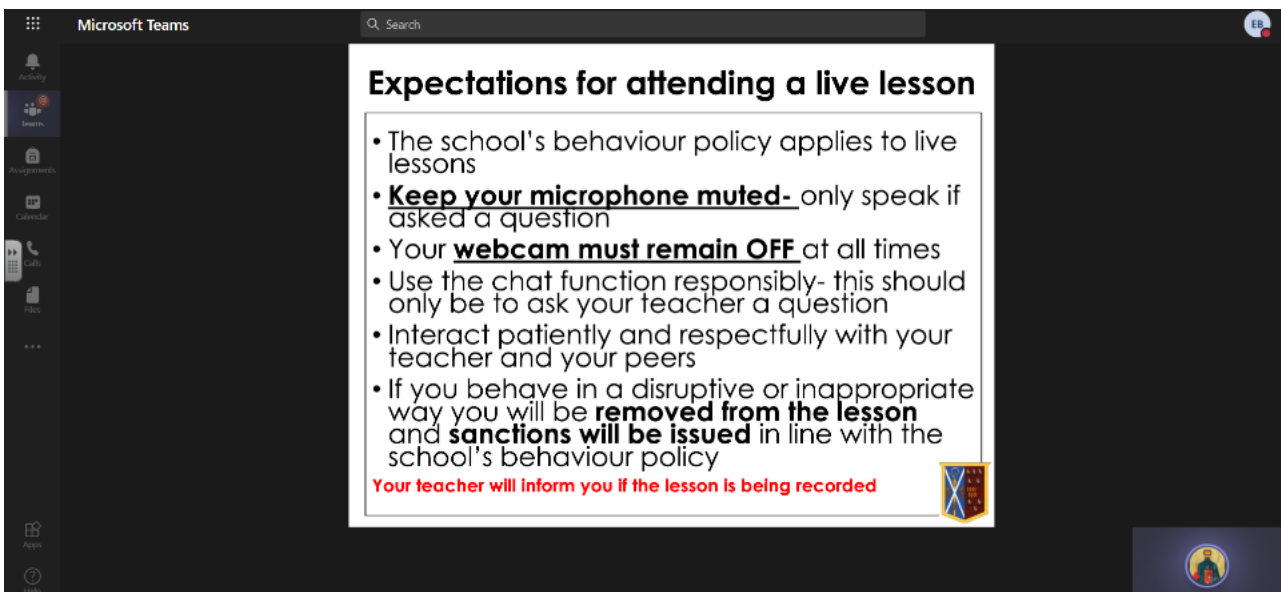 Microsoft Teams
Search
EB
Activity
Teams
Assignments
Calendar
Calls
Files
Apps
Help
Expectations for attending a live lesson
• The school's behaviour policy applies to live
lessons
• Keep your microphone muted- only speak if
asked a question
• Your webcam must remain OFF at all times
• Use the chat function responsibly- this should
only be to ask your teacher a question
• Interact patiently and respectfully with your
teacher and your peers
• If you behave in a disruptive or inappropriate
way you will be removed from the lesson
and sanctions will be issued in line with the
school's behaviour policy
Your teacher will inform you if the lesson is being recorded